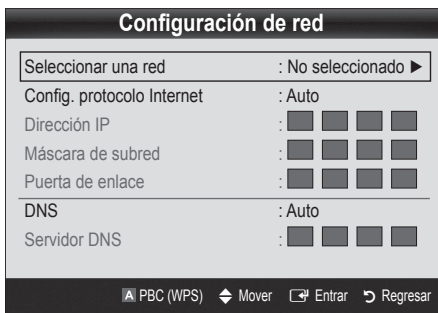 Configuración de red
Seleccionar una red : No seleccionado ►
Config. protocolo Internet : Auto
Dirección IP :
Máscara de subred :
Puerta de enlace :
DNS : Auto
Servidor DNS :
A PBC (WPS) Mover Entrar Regresar